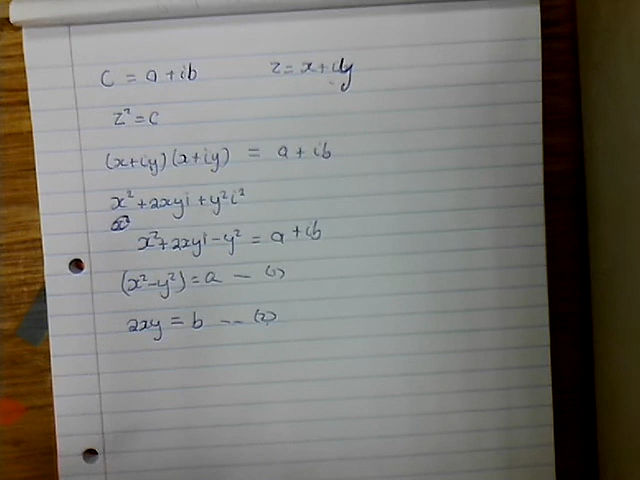 C = a + ib z = x + iy
z² = C
(x+iy)(x+iy) = a + ib
x² + 2xyi + y²i²
x² + 2xyi - y² = a + ib
(x² - y²) = a — (1)
2xy = b -- (2)